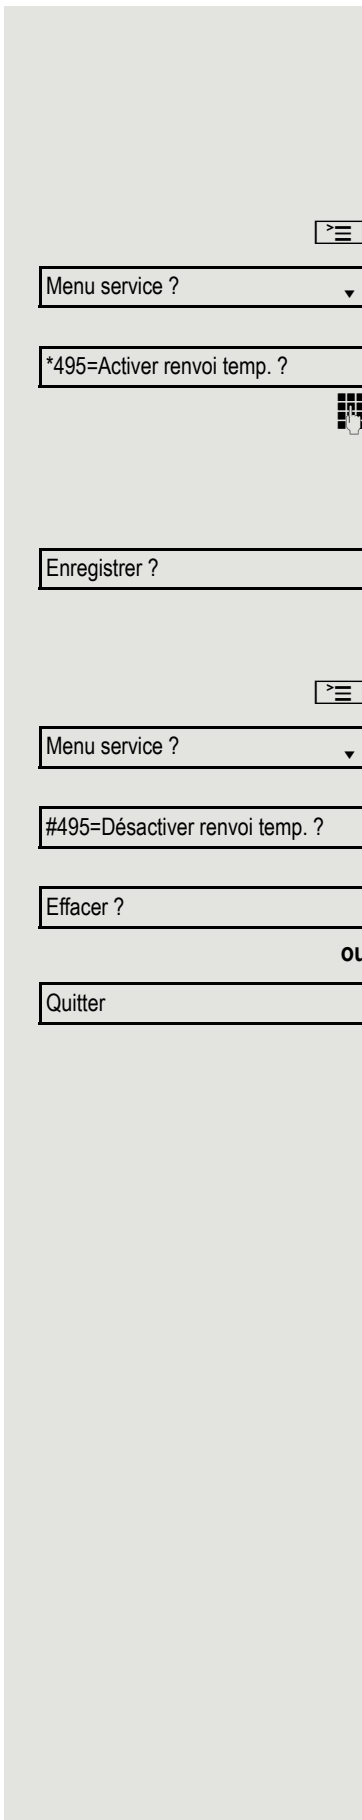 Menu service ?
*495=Activer renvoi temp. ?
Enregistrer ?
Menu service ?
#495=Désactiver renvoi temp. ?
Effacer ?
ou
Quitter